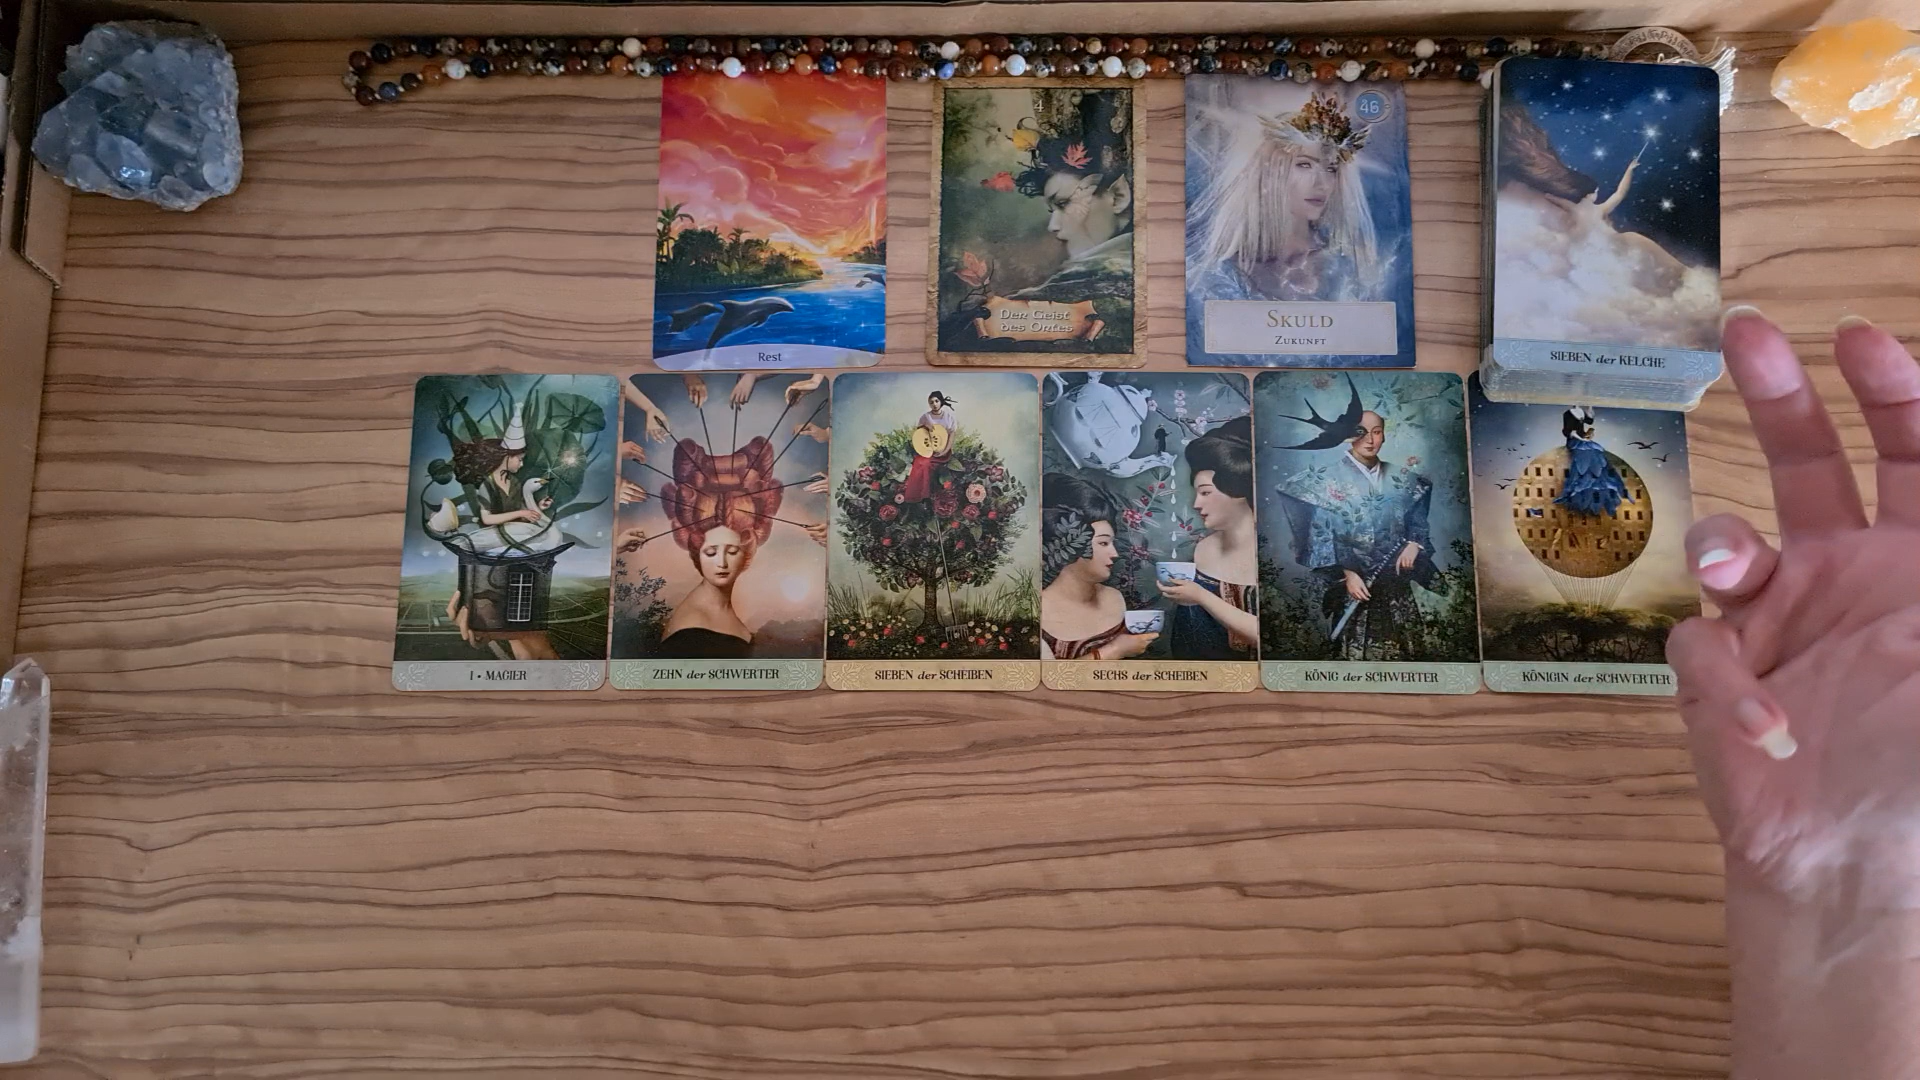 Rest
4
Der Geist
des Ortes
46
SKULD
ZUKUNFT
SIEBEN der KELCHE
I • MAGIER
ZEHN der SCHWERTER
SIEBEN der SCHEIBEN
SECHS der SCHEIBEN
KÖNIG der SCHWERTER
KÖNIGIN der SCHWERTER